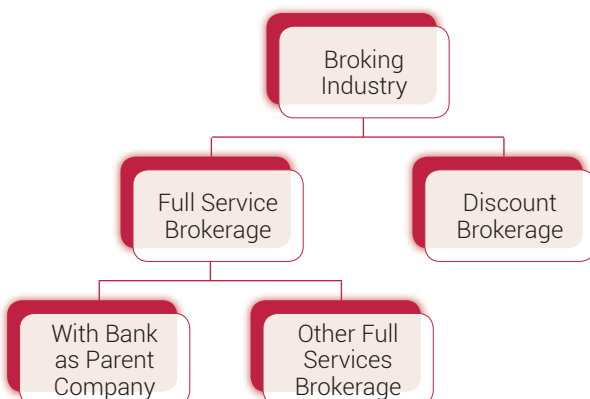 Broking
Industry
Full Service
Brokerage
Discount
Brokerage
With Bank
as Parent
Company
Other Full
Services
Brokerage